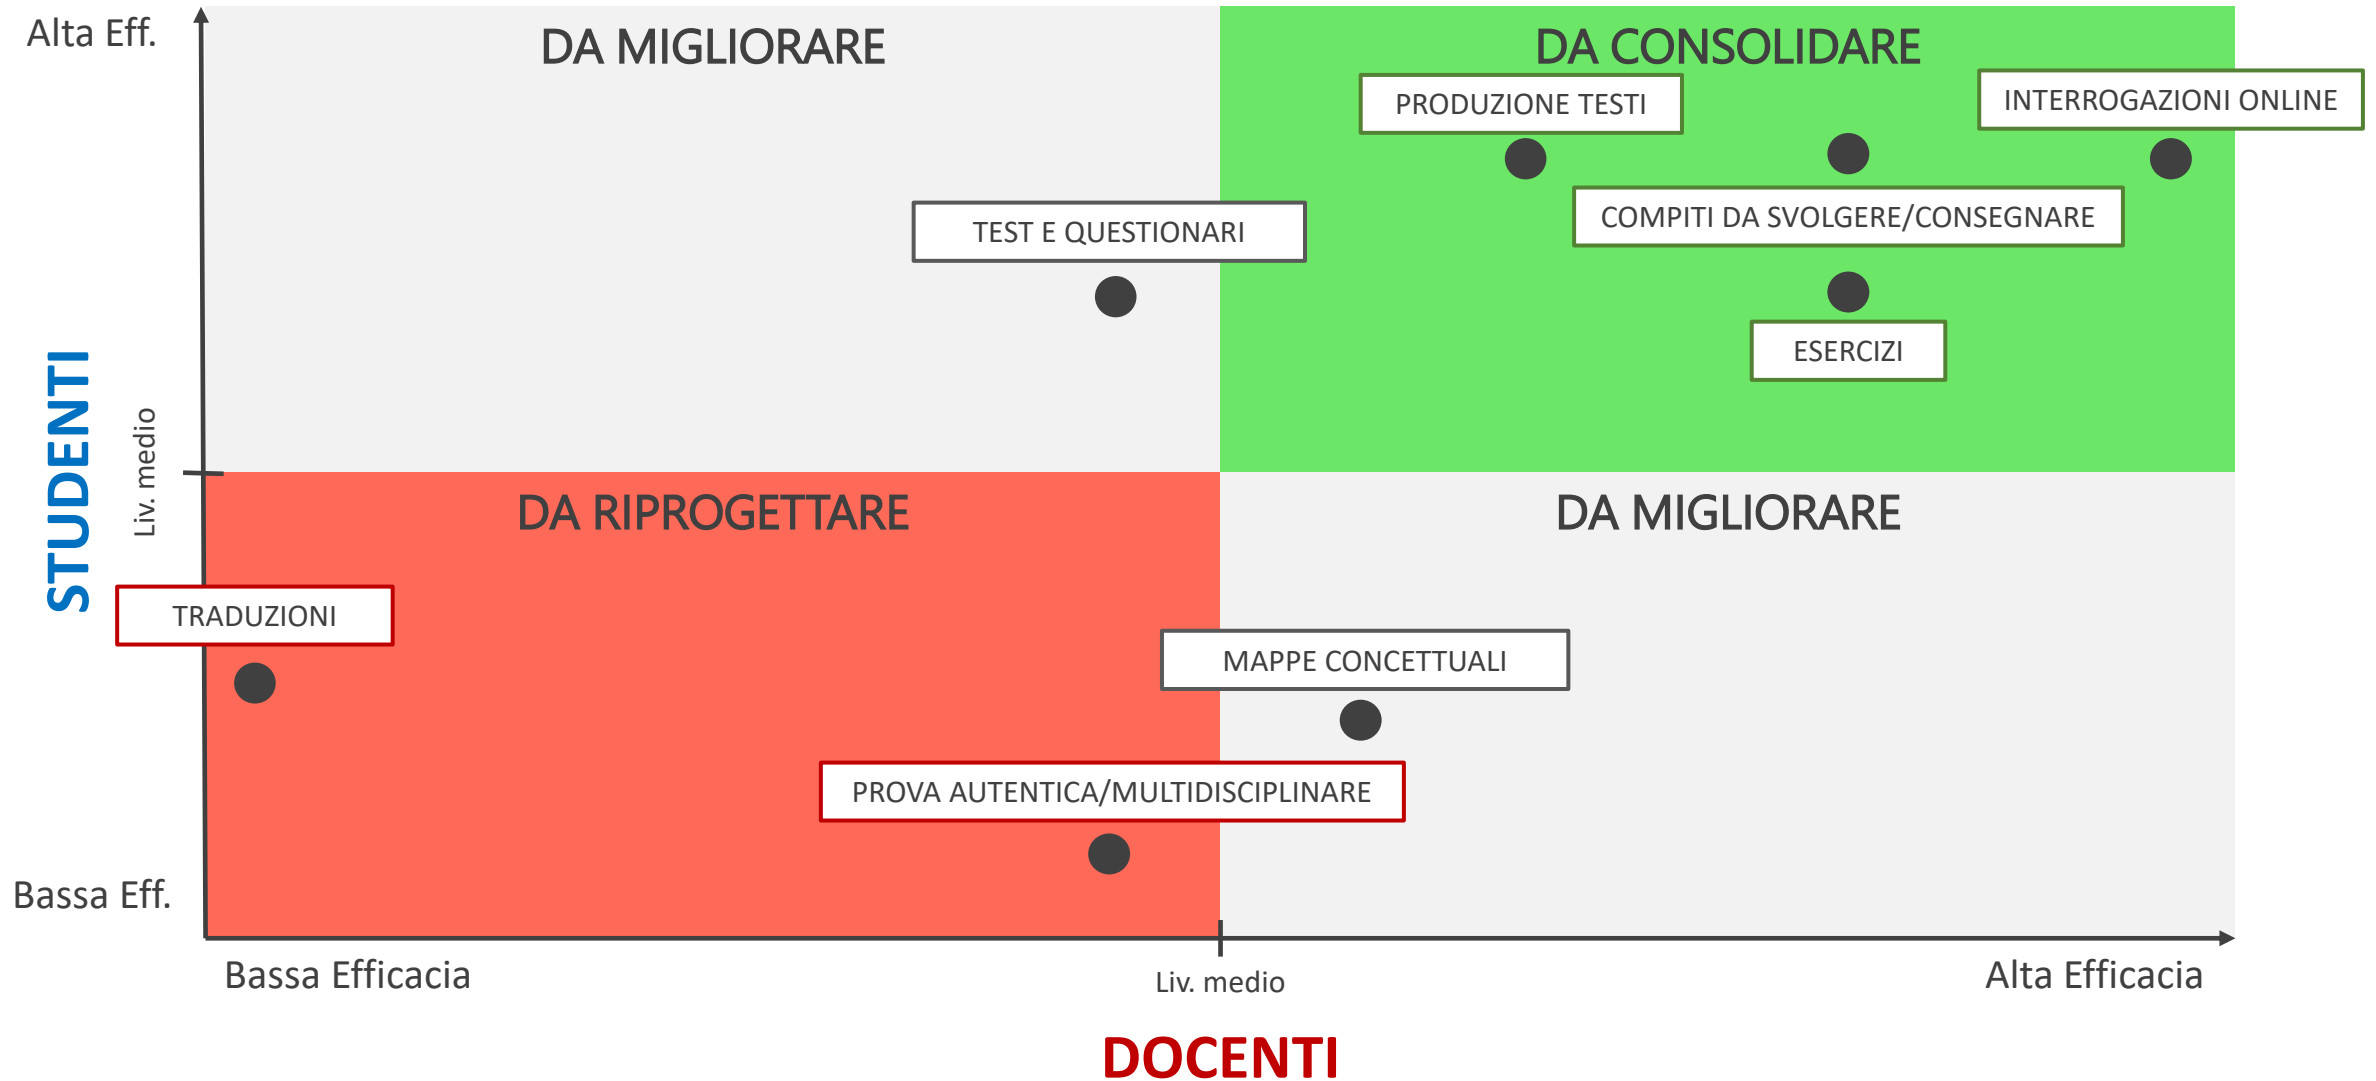 Alta Eff.
DA MIGLIORARE
DA CONSOLIDARE
PRODUZIONE TESTI
INTERROGAZIONI ONLINE
TEST E QUESTIONARI
COMPITI DA SVOLGERE/CONSEGNARE
ESERCIZI
STUDENTI
Liv. medio
DA RIPROGETTARE
DA MIGLIORARE
TRADUZIONI
MAPPE CONCETTUALI
PROVA AUTENTICA/MULTIDISCIPLINARE
Bassa Eff.
Bassa Efficacia
Liv. medio
Alta Efficacia
DOCENTI